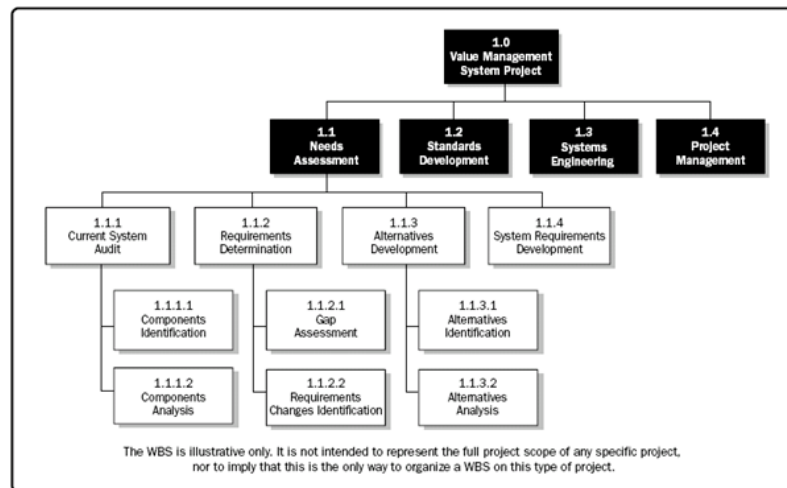 1.0
Value Management
System Project
1.1
Needs
Assessment
1.2
Standards
Development
1.3
Systems
Engineering
1.4
Project
Management
1.1.1
Current System
Audit
1.1.2
Requirements
Determination
1.1.3
Alternatives
Development
1.1.4
System Requirements
Development
1.1.1.1
Components
Identification
1.1.2.1
Gap
Assessment
1.1.3.1
Alternatives
Identification
1.1.1.2
Components
Analysis
1.1.2.2
Requirements
Changes Identification
1.1.3.2
Alternatives
Analysis
The WBS is illustrative only. It is not intended to represent the full project scope of any specific project,
nor to imply that this is the only way to organize a WBS on this type of project.